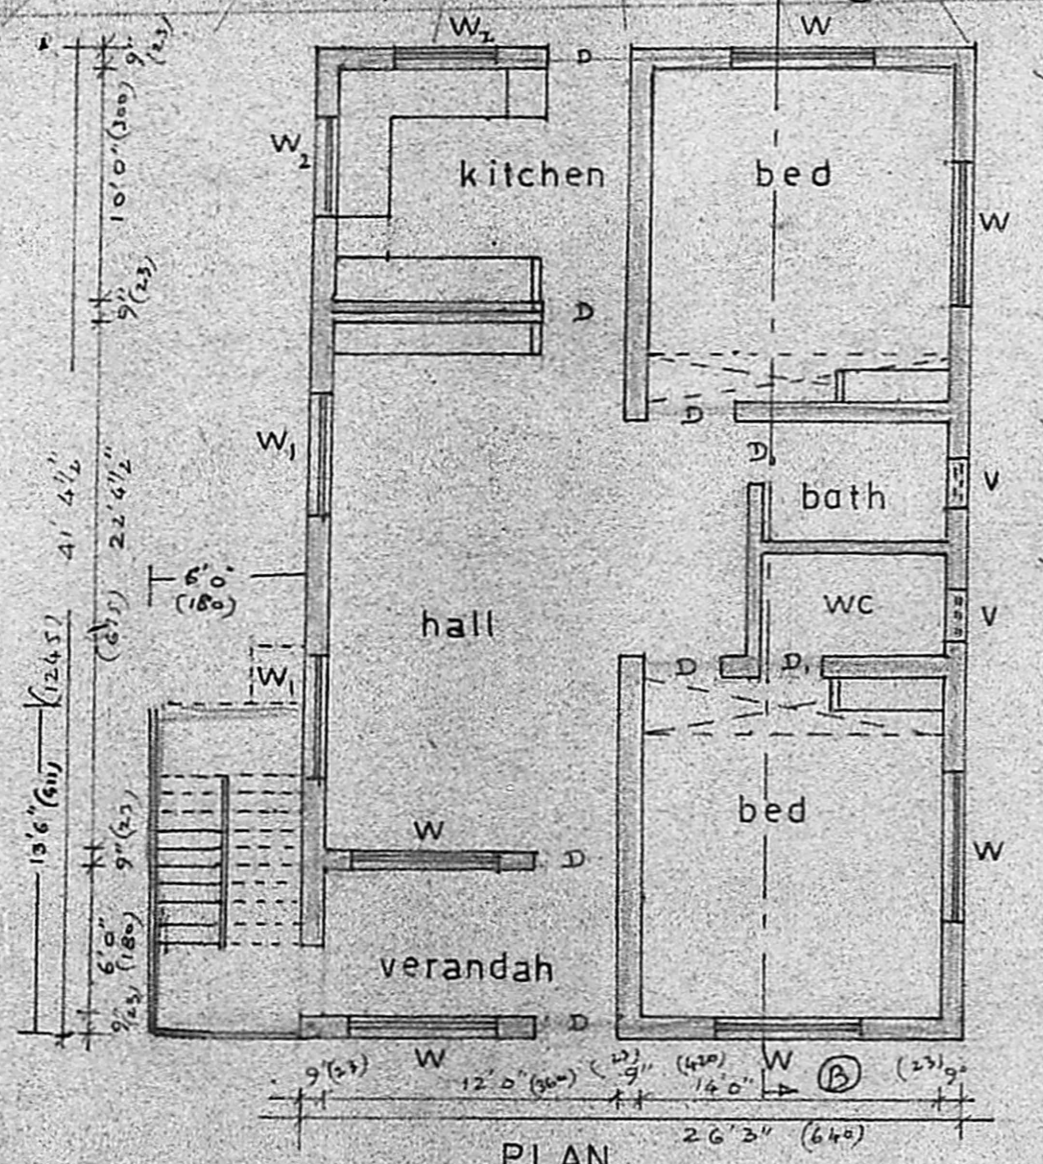 W2 W
9" (23)
D
10'0" (300)
W2
kitchen
bed
W
9" (23)
D
W1
D
D
41' 4½"
22' 4½"
bath
V
6'0"
(180)
hall
wc
V
(1245)
(675)
W1
D
D1
13'6" (411)
W
bed
W
9" (23)
D
6'0" (180)
verandah
9" (23)
D
W
W
B
9" (23)
12'0" (360)
(23) 9"
(420) 14'0"
(23) 9"
26'3" (640)
PLAN